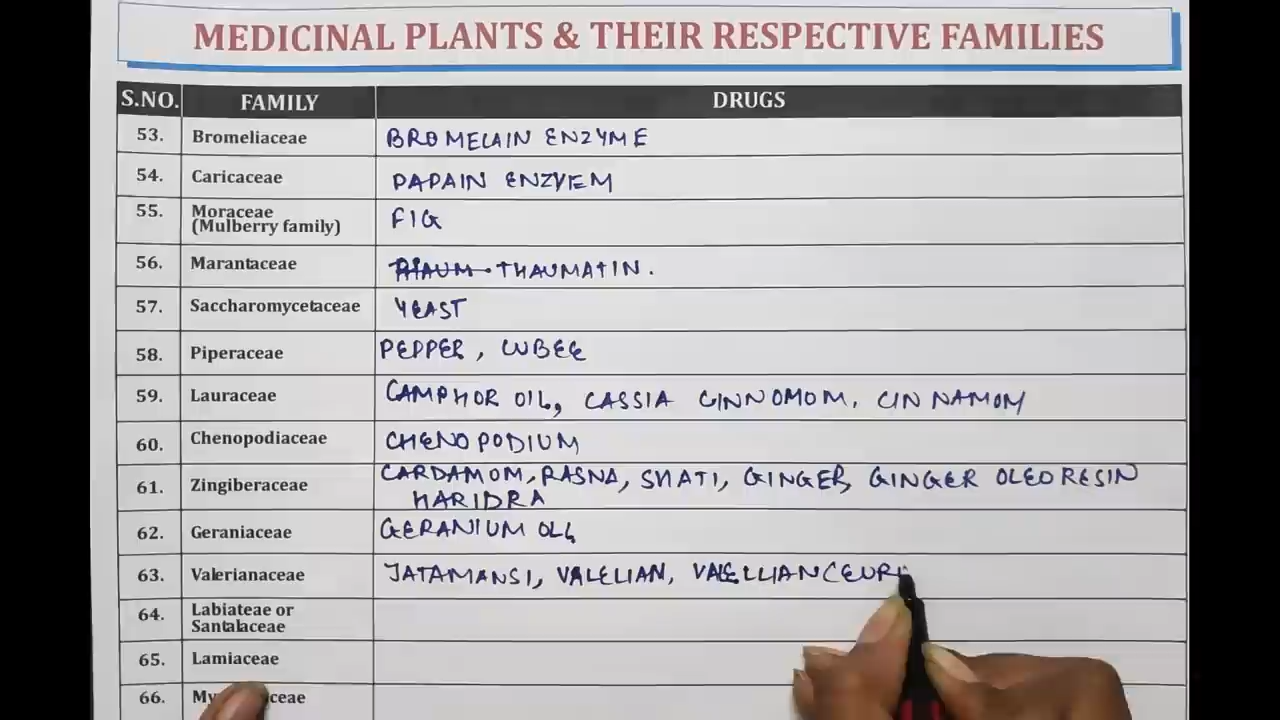 MEDICINAL PLANTS & THEIR RESPECTIVE FAMILIES
S.NO. FAMILY DRUGS
53. Bromeliaceae BROMELAIN ENZYME
54. Caricaceae PAPAIN ENZYEM
55. Moraceae
(Mulberry family) FIG
56. Marantaceae THAUMATIN.
57. Saccharomycetaceae YEAST
58. Piperaceae PEPPER, CUBEE
59. Lauraceae CAMPHOR OIL, CASSIA CINNOMOM, CINNAMOM
60. Chenopodiaceae CHENOPODIUM
61. Zingiberaceae CARDAMOM, RASNA, SHATI, GINGER, GINGER OLEORESIN
HARIDRA
62. Geraniaceae GERANIUM OIL
63. Valerianaceae JATAMANSI, VALELIAN,
64. Labiateae or
Santalaceae
65. Lamiaceae
66.